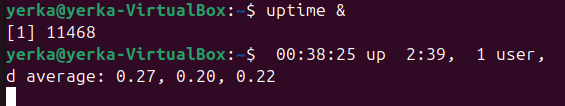 yerka@yerka-VirtualBox:~$ uptime &
[1] 11468
yerka@yerka-VirtualBox:~$  00:38:25 up  2:39,  1 user,
d average: 0.27, 0.20, 0.22